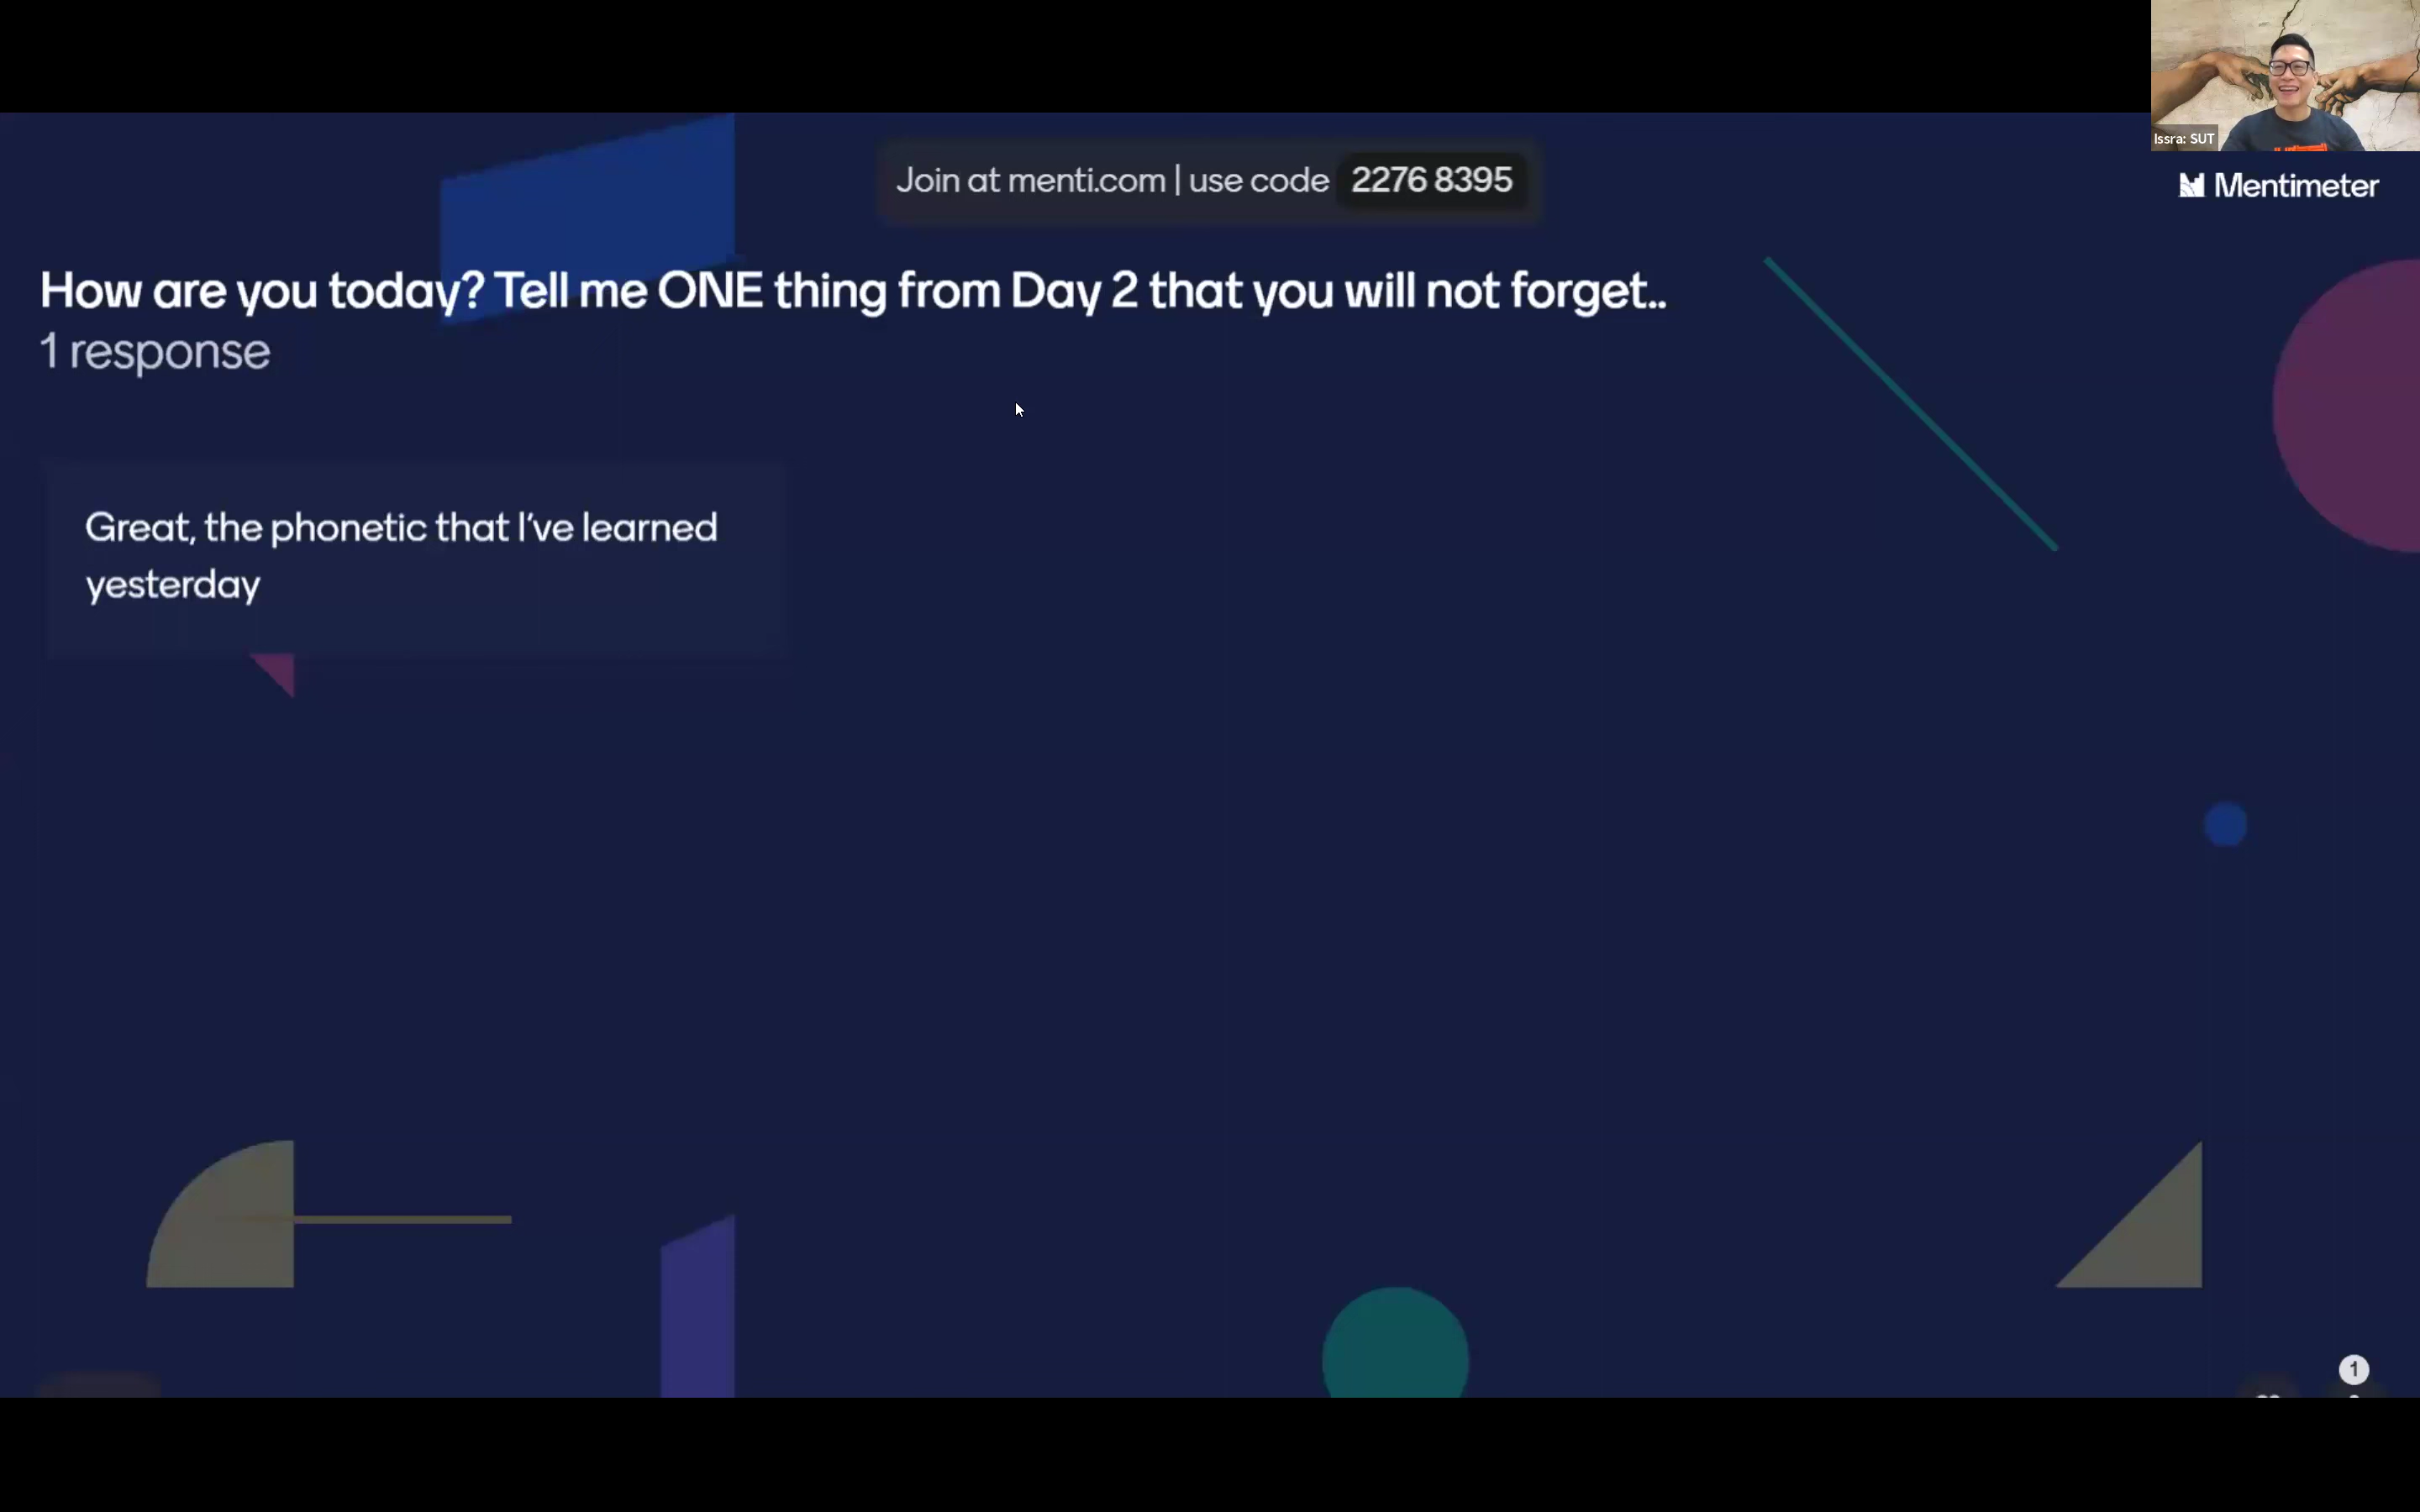 Issra: SUT
Join at menti.com | use code 2276 8395
Mentimeter
How are you today? Tell me ONE thing from Day 2 that you will not forget..
1 response
Great, the phonetic that I've learned
yesterday
1